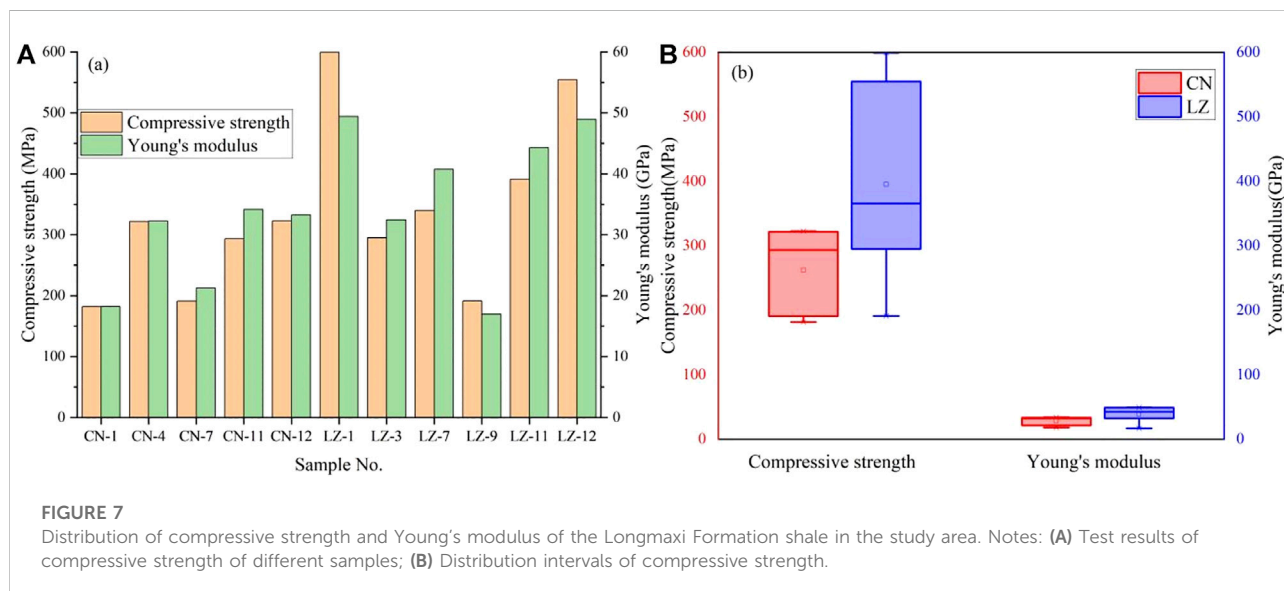 A
(a)
Compressive strength
Young's modulus
Compressive strength (MPa)
600
500
400
300
200
100
0
Young's modulus (GPa)
60
50
40
30
20
10
0
CN-1 CN-4 CN-7 CN-11 CN-12 LZ-1 LZ-3 LZ-7 LZ-9 LZ-11 LZ-12
Sample No.
B
(b)
CN
LZ
Compressive strength(MPa)
600
500
400
300
200
100
0
Young's modulus(GPa)
600
500
400
300
200
100
0
Compressive strength Young's modulus
FIGURE 7
Distribution of compressive strength and Young's modulus of the Longmaxi Formation shale in the study area. Notes: (A) Test results of
compressive strength of different samples; (B) Distribution intervals of compressive strength.